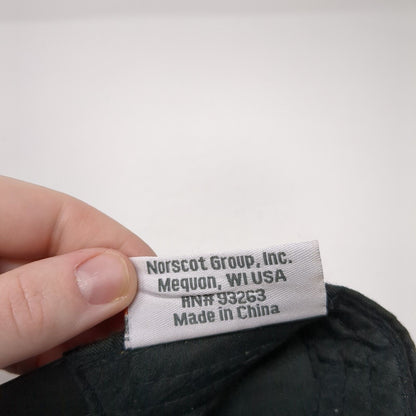 Norscot Group, Inc.
Mequon, WI USA
RN# 93263
Made in China